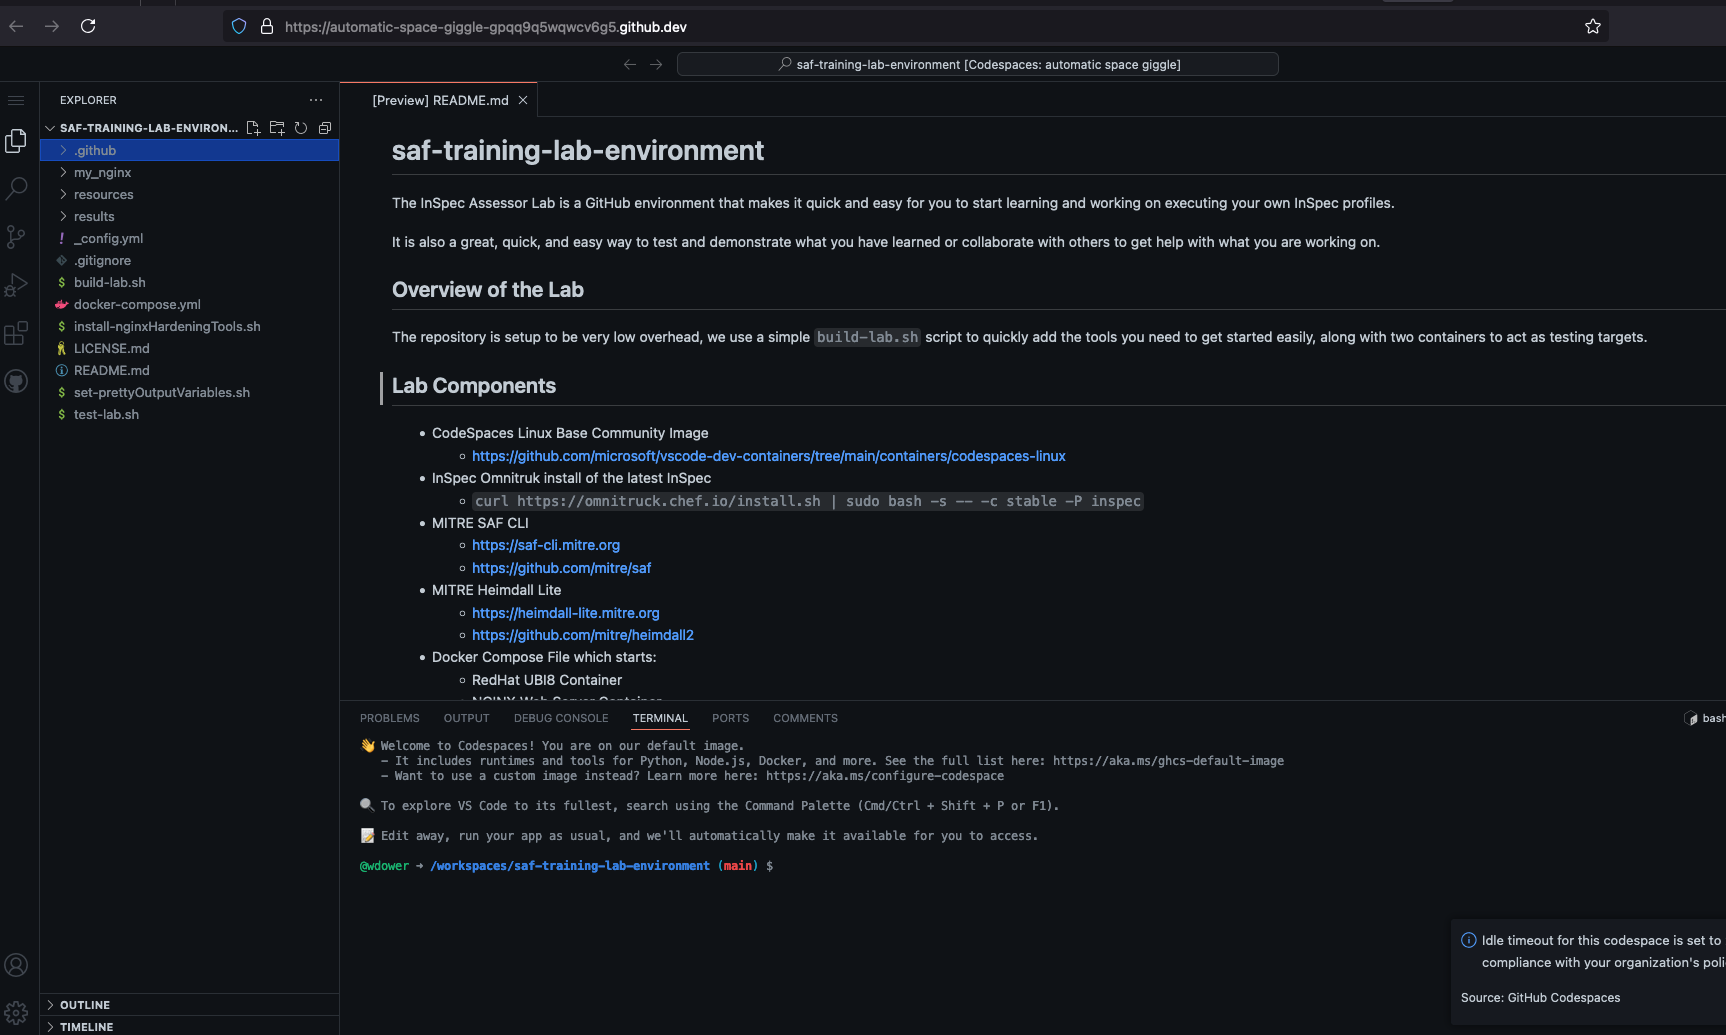 https://automatic-space-giggle-gpqq9q5wqwcv6g5.github.dev
saf-training-lab-environment [Codespaces: automatic space giggle]
EXPLORER
SAF-TRAINING-LAB-ENVIRON...
.github
my_nginx
resources
results
! _config.yml
.gitignore
$ build-lab.sh
docker-compose.yml
$ install-nginxHardeningTools.sh
LICENSE.md
README.md
$ set-prettyOutputVariables.sh
$ test-lab.sh
OUTLINE
TIMELINE
[Preview] README.md
saf-training-lab-environment
The InSpec Assessor Lab is a GitHub environment that makes it quick and easy for you to start learning and working on executing your own InSpec profiles.
It is also a great, quick, and easy way to test and demonstrate what you have learned or collaborate with others to get help with what you are working on.
Overview of the Lab
The repository is setup to be very low overhead, we use a simple build-lab.sh script to quickly add the tools you need to get started easily, along with two containers to act as testing targets.
Lab Components
• CodeSpaces Linux Base Community Image
◦ https://github.com/microsoft/vscode-dev-containers/tree/main/containers/codespaces-linux
• InSpec Omnitruk install of the latest InSpec
◦ curl https://omnitruck.chef.io/install.sh | sudo bash -s -- -c stable -P inspec
• MITRE SAF CLI
◦ https://saf-cli.mitre.org
◦ https://github.com/mitre/saf
• MITRE Heimdall Lite
◦ https://heimdall-lite.mitre.org
◦ https://github.com/mitre/heimdall2
• Docker Compose File which starts:
◦ RedHat UBI8 Container
◦ NGINX Web Server Container
PROBLEMS OUTPUT DEBUG CONSOLE TERMINAL PORTS COMMENTS
bash
👋 Welcome to Codespaces! You are on our default image.
- It includes runtimes and tools for Python, Node.js, Docker, and more. See the full list here: https://aka.ms/ghcs-default-image
- Want to use a custom image instead? Learn more here: https://aka.ms/configure-codespace
🔍 To explore VS Code to its fullest, search using the Command Palette (Cmd/Ctrl + Shift + P or F1).
📝 Edit away, run your app as usual, and we'll automatically make it available for you to access.
@wdower → /workspaces/saf-training-lab-environment (main) $
Idle timeout for this codespace is set to
compliance with your organization's poli
Source: GitHub Codespaces